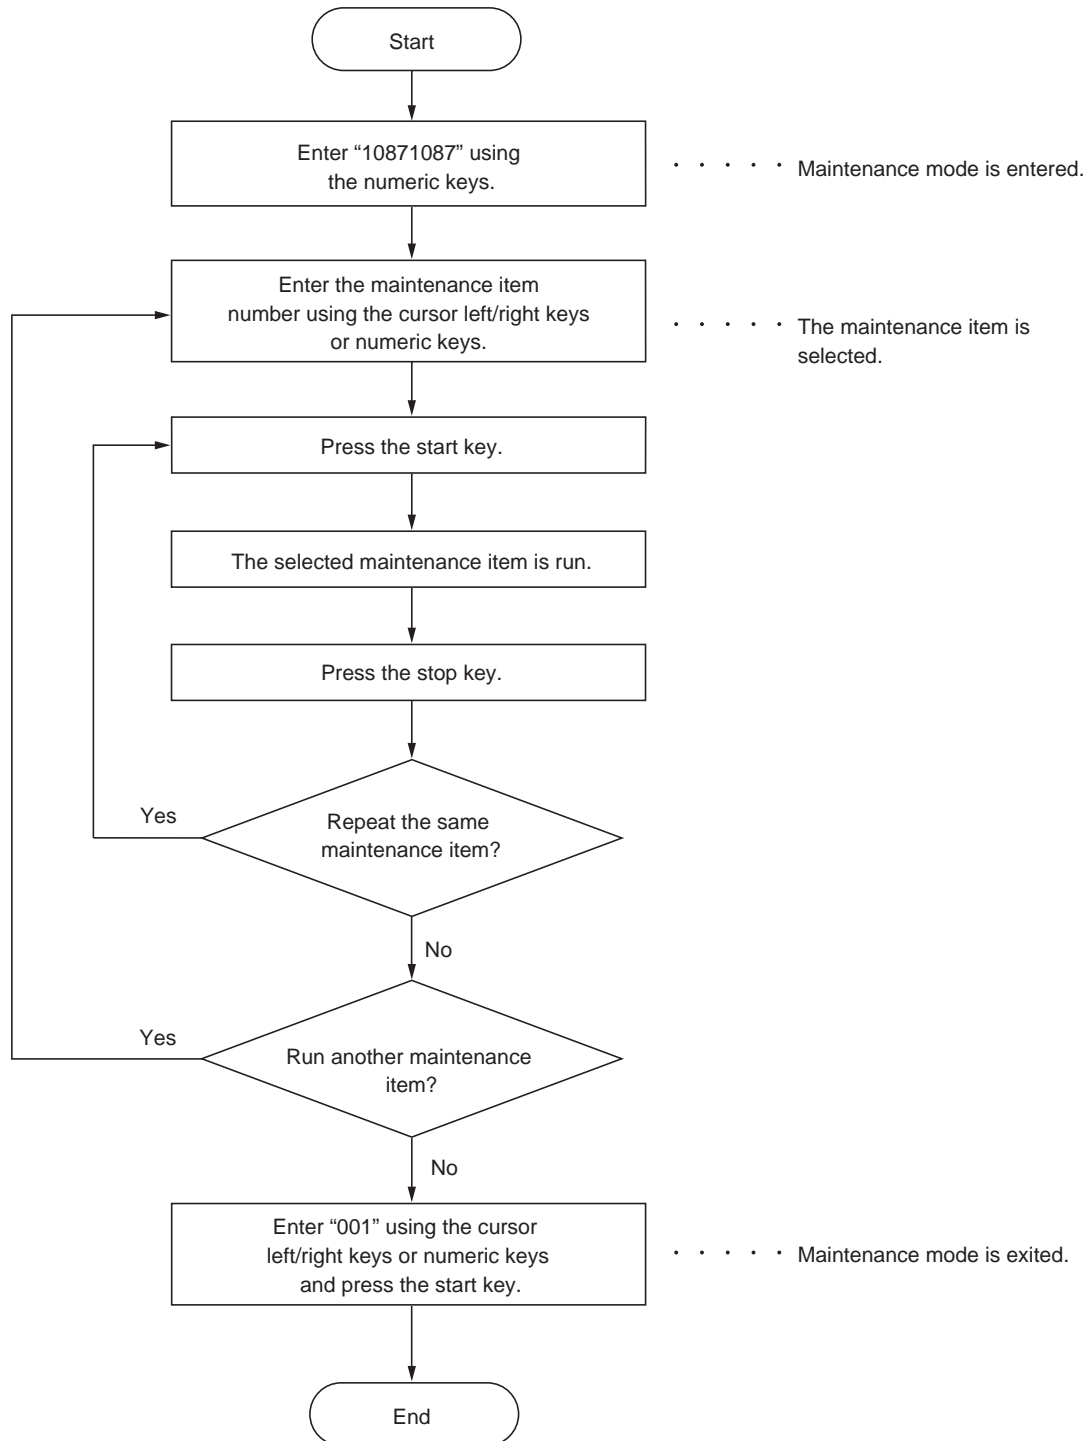 Start
Enter “10871087” using
the numeric keys.
· · · · · Maintenance mode is entered.
Enter the maintenance item
number using the cursor left/right keys
or numeric keys.
· · · · · The maintenance item is
selected.
Press the start key.
The selected maintenance item is run.
Press the stop key.
Yes
Repeat the same
maintenance item?
No
Yes
Run another maintenance
item?
No
Enter “001” using the cursor
left/right keys or numeric keys
and press the start key.
· · · · · Maintenance mode is exited.
End